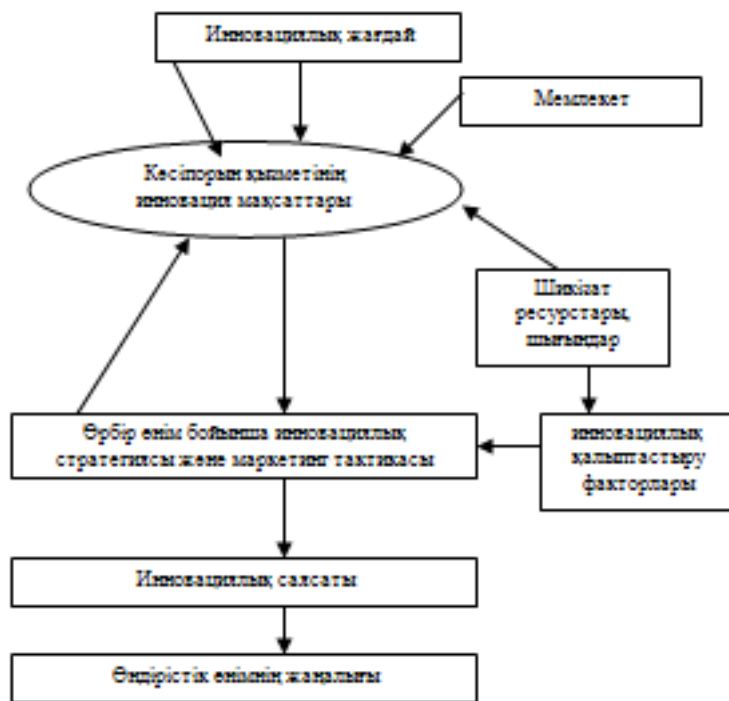 Инновациялық жағдай
Мемлекет
Кәсіпорын қызметінің
инновация мақсаттары
Шикізат
ресурстары,
шығындар
Әрбір өнім бойынша инновациялық
стратегиясы және маркетинг тактикасы
инновациялық
қалыптастыру
факторлары
Инновациялық саясаты
Өндірістік өнімнің жаңалығы